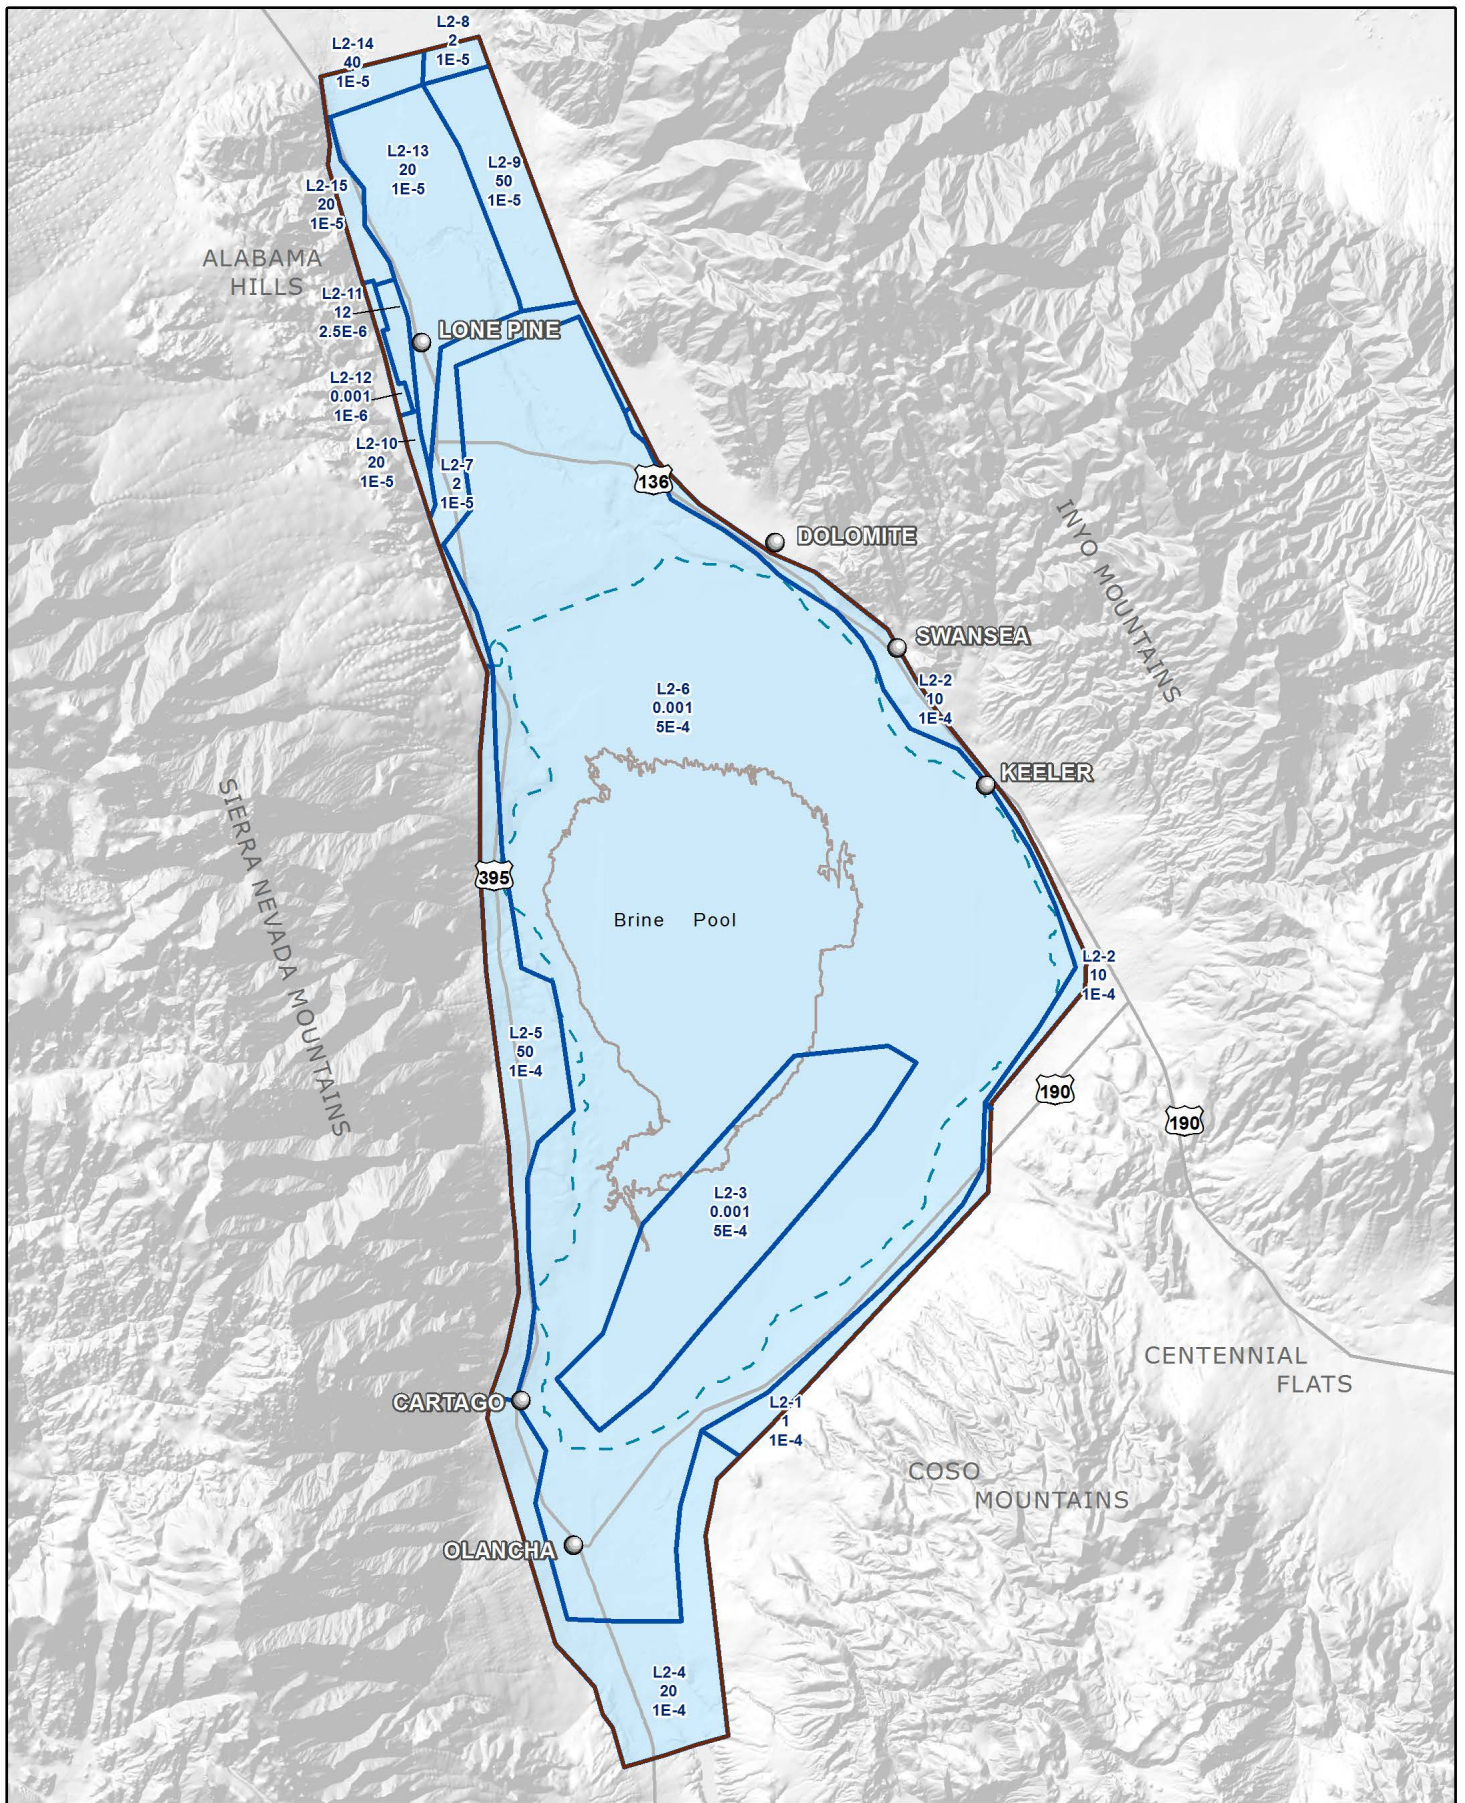 L2-8
2
1E-5
L2-14
40
1E-5
L2-13
20
1E-5
L2-9
50
1E-5
L2-15
20
1E-5
ALABAMA
HILLS
L2-11
12
2.5E-6
LONE PINE
L2-12
0.001
1E-6
L2-10
20
1E-5
L2-7
2
1E-5
136
DOLOMITE
INYO MOUNTAINS
SWANSEA
L2-2
10
1E-4
L2-6
0.001
5E-4
KEELER
SIERRA NEVADA MOUNTAINS
395
Brine Pool
L2-2
10
1E-4
L2-5
50
1E-4
190
190
L2-3
0.001
5E-4
CENTENNIAL
FLATS
CARTAGO
L2-1
1
1E-4
COSO
MOUNTAINS
OLANCHA
L2-4
20
1E-4